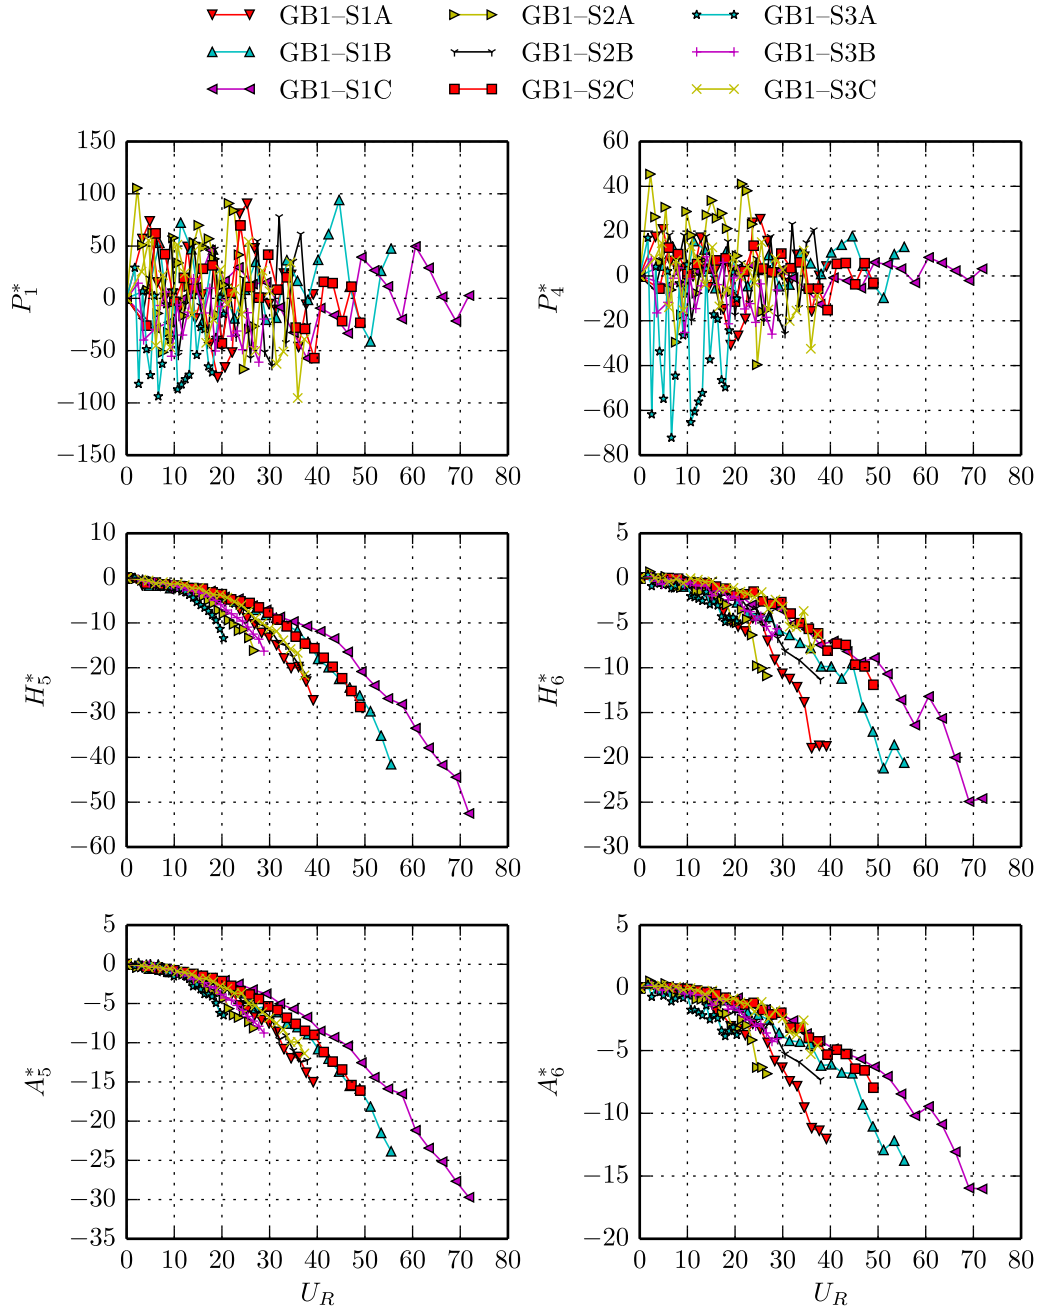 GB1–S1A GB1–S2A GB1–S3A
GB1–S1B GB1–S2B GB1–S3B
GB1–S1C GB1–S2C GB1–S3C
150
100
50
0
−50
−100
−150
P*1
0 10 20 30 40 50 60 70 80
60
40
20
0
−20
−40
−60
−80
P*4
0 10 20 30 40 50 60 70 80
10
0
−10
−20
−30
−40
−50
−60
H*5
0 10 20 30 40 50 60 70 80
5
0
−5
−10
−15
−20
−25
−30
H*6
0 10 20 30 40 50 60 70 80
5
0
−5
−10
−15
−20
−25
−30
−35
A*5
0 10 20 30 40 50 60 70 80
U_R
5
0
−5
−10
−15
−20
A*6
0 10 20 30 40 50 60 70 80
U_R